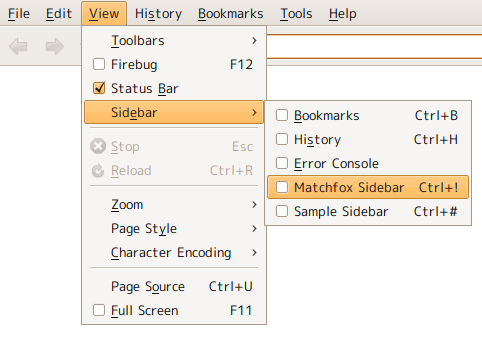 File Edit View History Bookmarks Tools Help
Toolbars
Firebug F12
Status Bar
Sidebar
Stop Esc
Reload Ctrl+R
Zoom
Page Style
Character Encoding
Page Source Ctrl+U
Full Screen F11
Bookmarks Ctrl+B
History Ctrl+H
Error Console
Matchfox Sidebar Ctrl+!
Sample Sidebar Ctrl+#